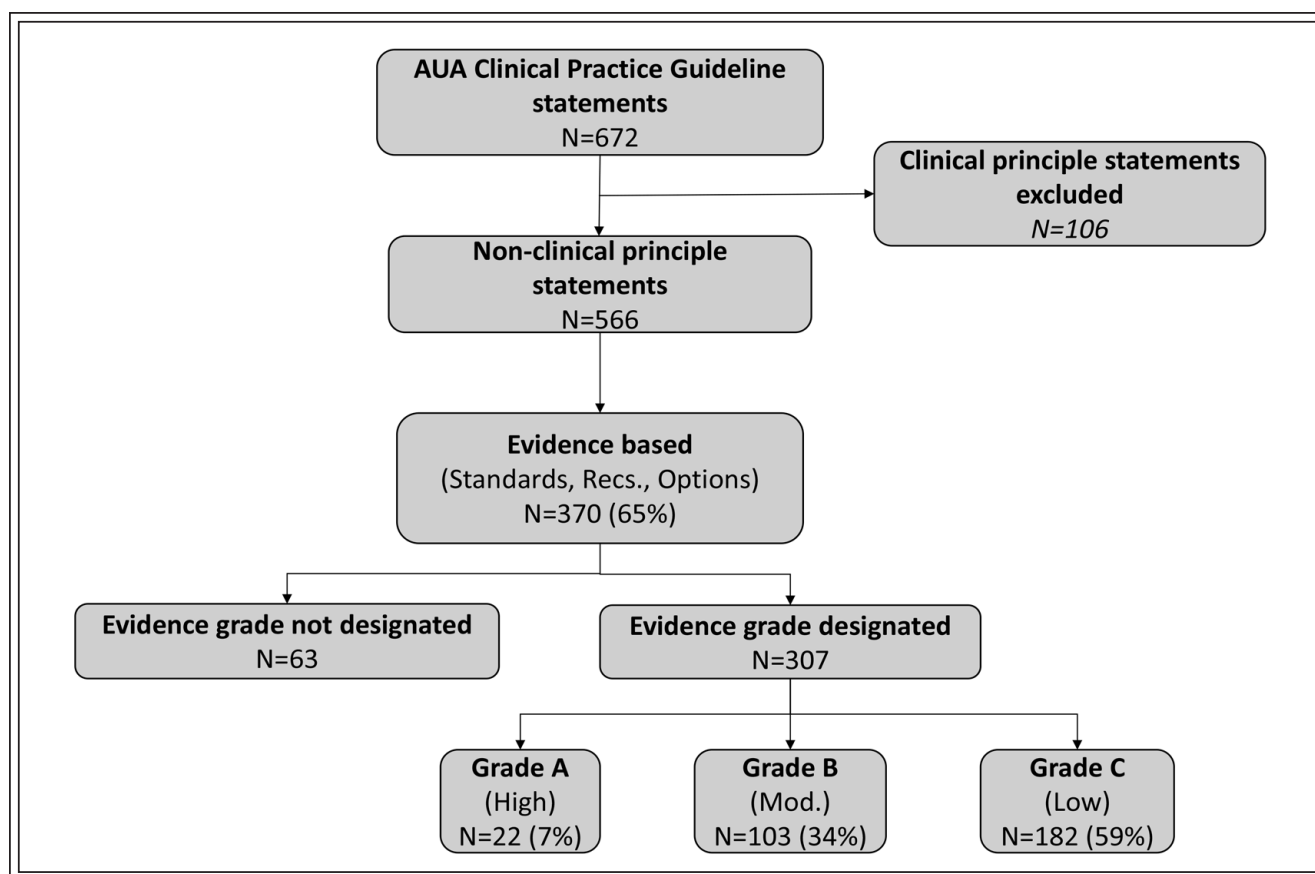 AUA Clinical Practice Guideline
statements
N=672
Clinical principle statements
excluded
N=106
Non-clinical principle
statements
N=566
Evidence based
(Standards, Recs., Options)
N=370 (65%)
Evidence grade not designated
N=63
Evidence grade designated
N=307
Grade A
(High)
N=22 (7%)
Grade B
(Mod.)
N=103 (34%)
Grade C
(Low)
N=182 (59%)